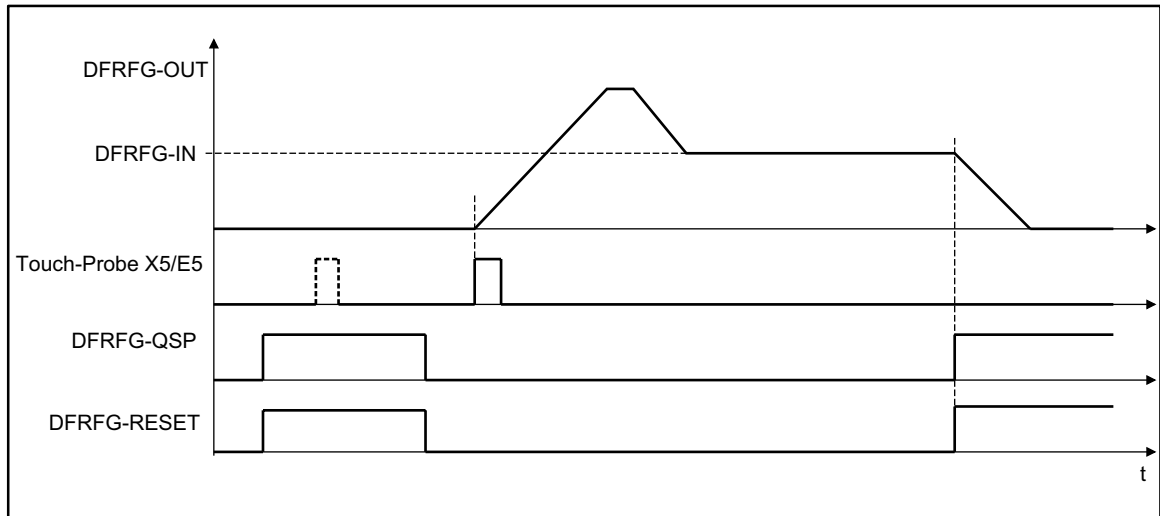 DFRFG-OUT
DFRFG-IN
Touch-Probe X5/E5
DFRFG-QSP
DFRFG-RESET
t